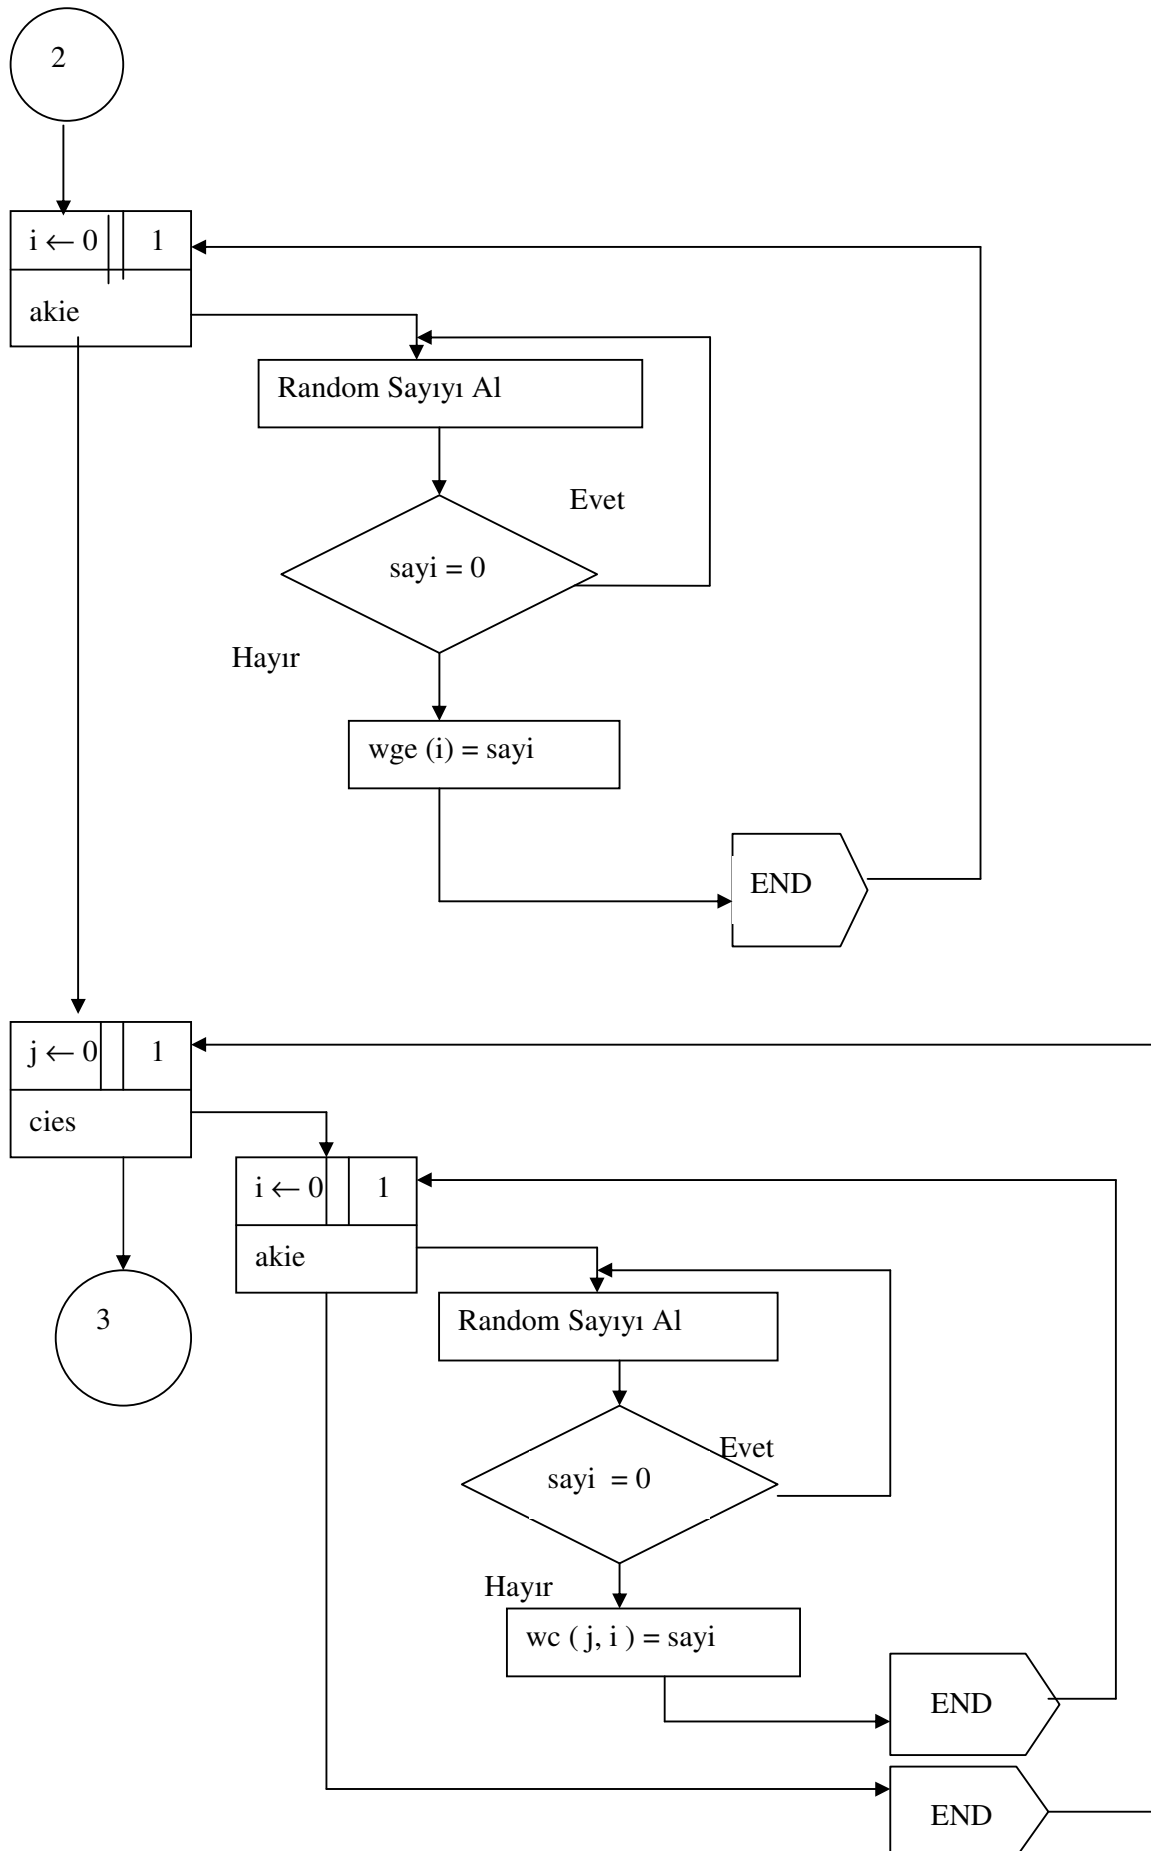 2
i ← 0 1
akie
Random Sayıyı Al
Evet
sayi = 0
Hayır
wge (i) = sayi
END
j ← 0 1
cies
i ← 0 1
akie
3
Random Sayıyı Al
Evet
sayi = 0
Hayır
wc ( j, i ) = sayi
END
END